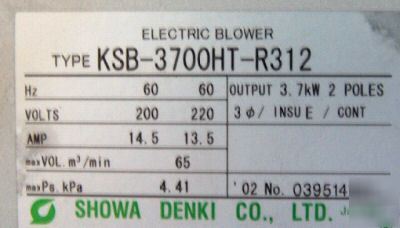 ELECTRIC BLOWER
TYPE KSB-3700HT-R312
Hz 60 60 OUTPUT 3.7kW 2 POLES
VOLTS 200 220 3φ/ INSU E / CONT
AMP 14.5 13.5
maxVOL. m³/min 65
maxPs. kPa 4.41 '02 No. 039514
SHOWA DENKI CO., LTD.